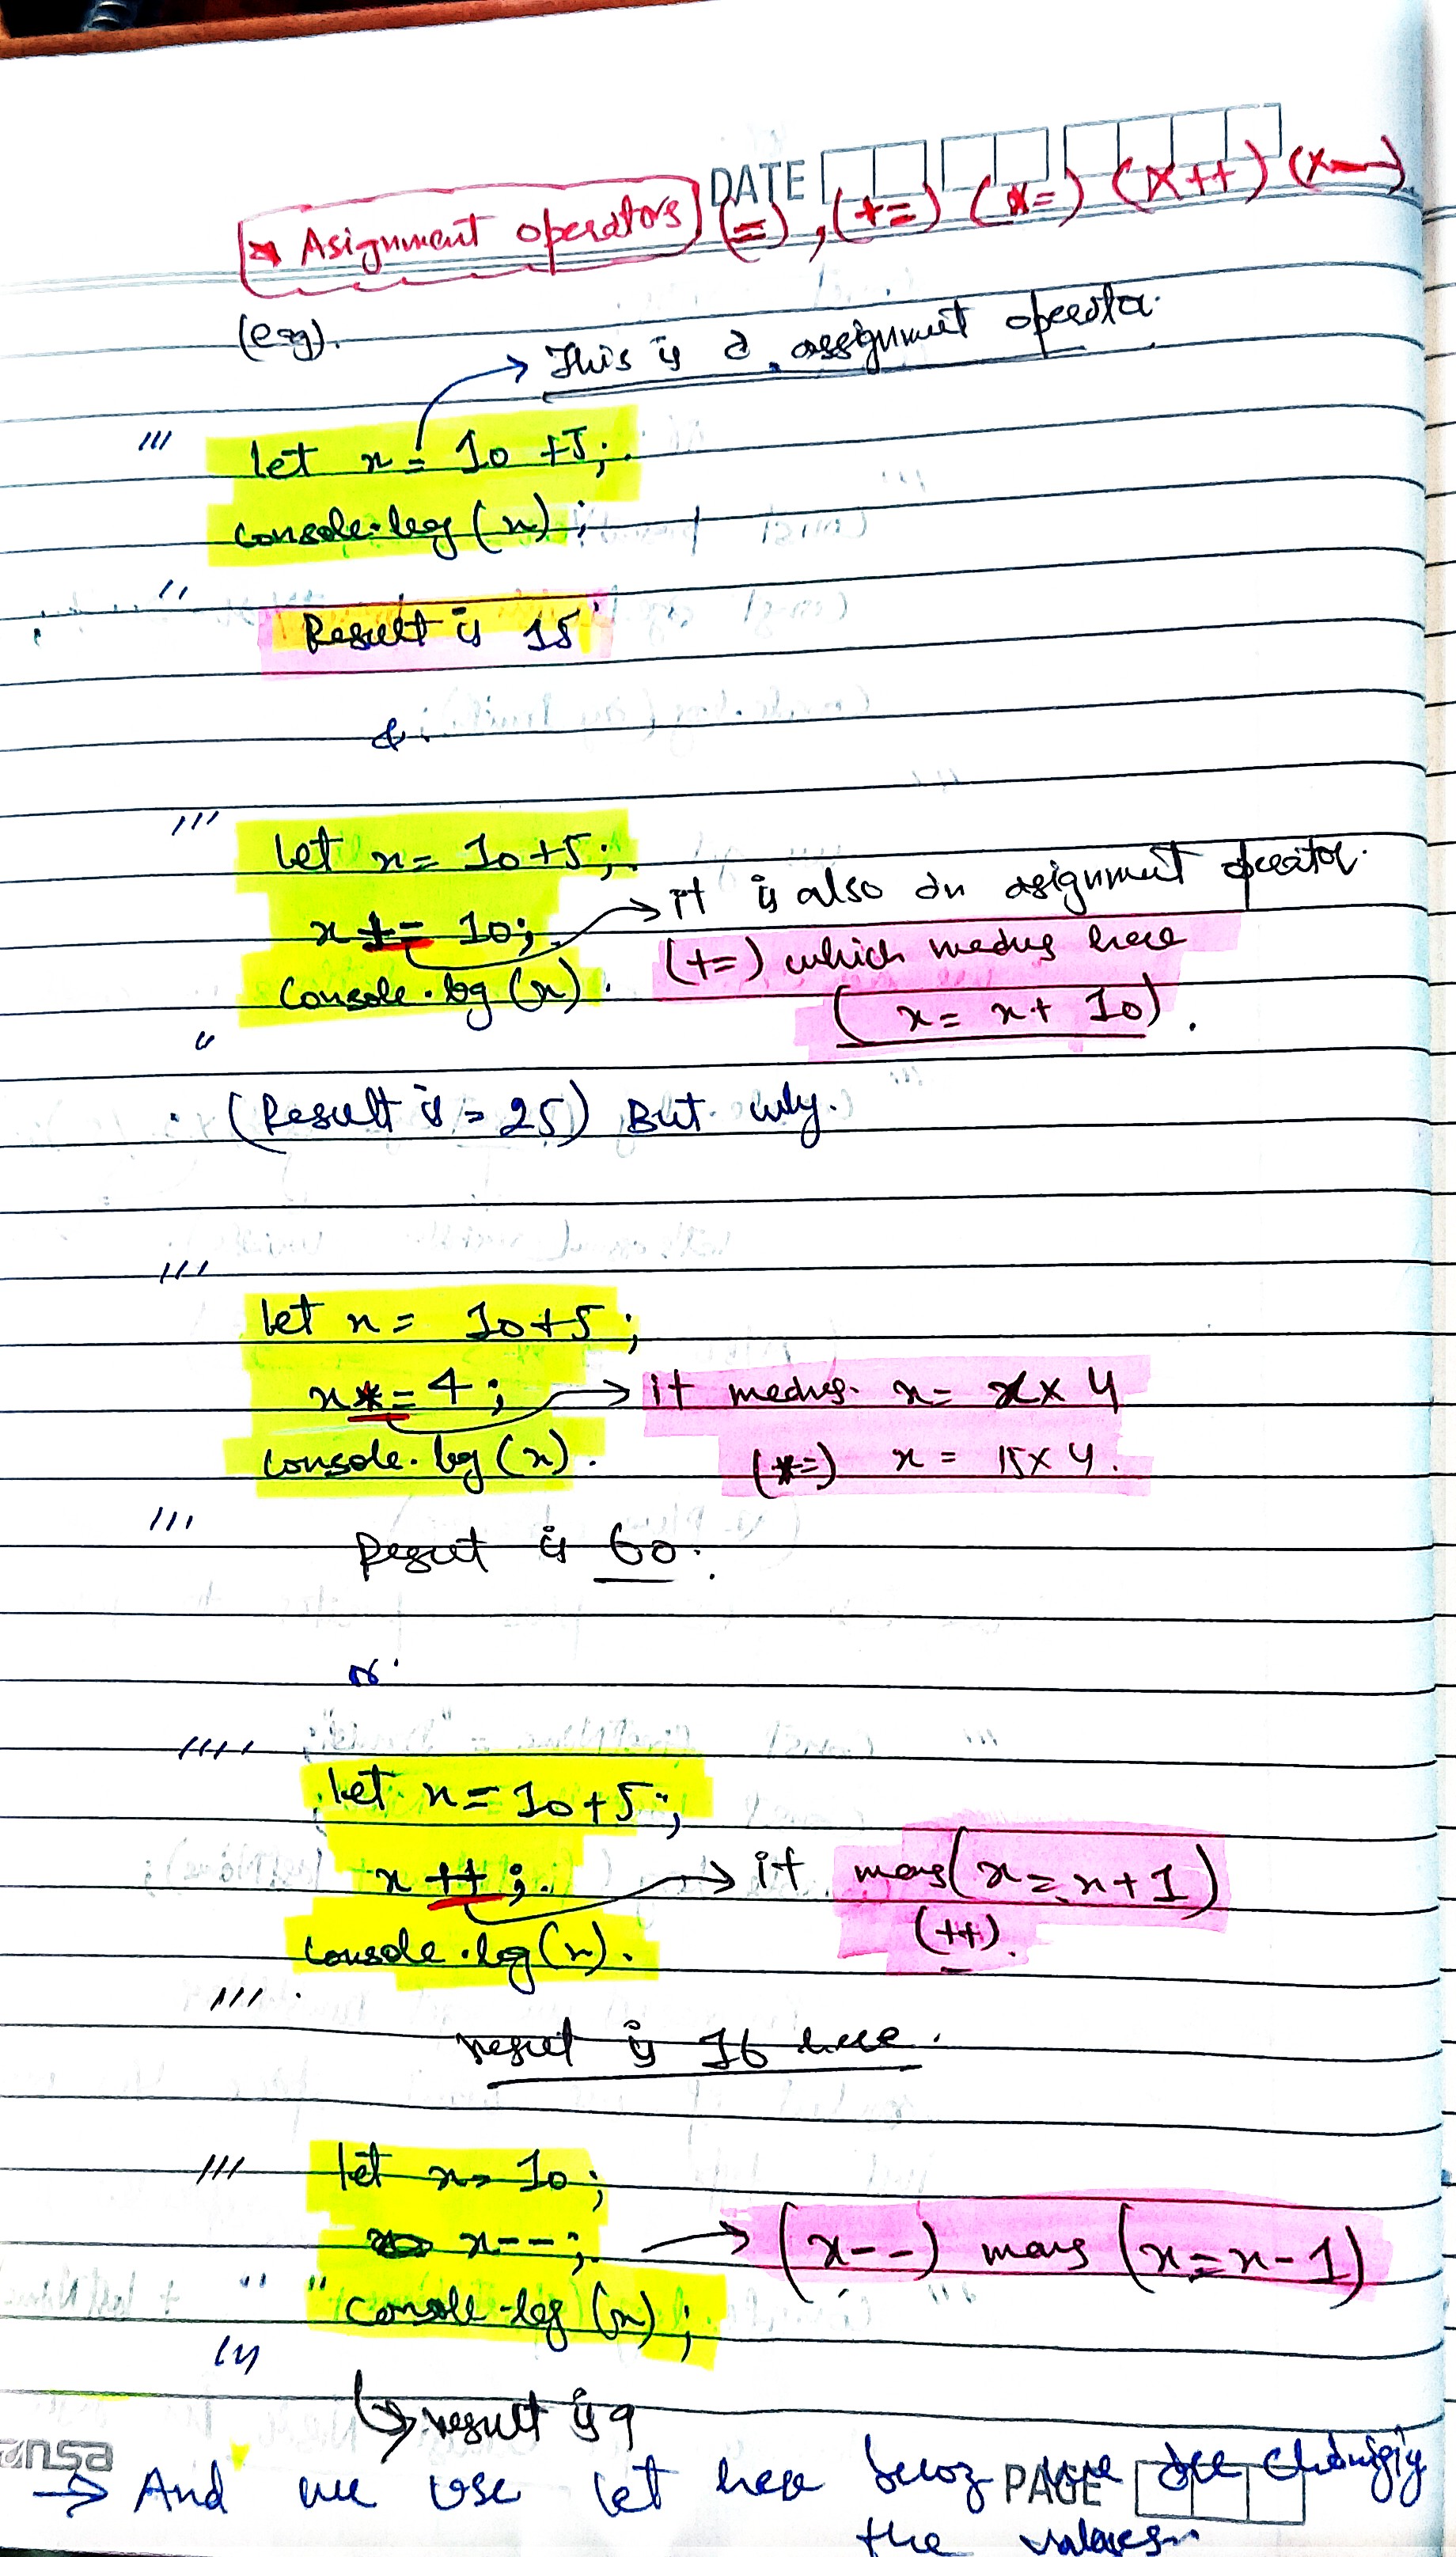 DATE
* Asignment operators (=), (+=) (*=) (x++) (x--)
(e.g).
→ This is a assignment operator.
''' let x = 10 + 5;
console.log(x);
''
Result is 15
&.
''' let x = 10+5;
x += 10; → it is also an asignment operator.
(+=) which means here
console.log(x). (x = x + 10).
"
(Result is = 25) But why.
'''
let x = 10+5;
x *= 4; → it means. x = x × 4
console.log(x). (*=) x = 15 × 4.
'''
Result is 60.
or
''''
let x = 10+5;
x ++; → it means (x = x+1)
(++).
console.log(x).
'''
result is 16 here.
''' let x = 10;
x--; → (x--) means (x = x-1)
console.log(x);
'''
↳ result is 9
ansa
PAGE
→ And we use let here becoz we are changigiy
the values